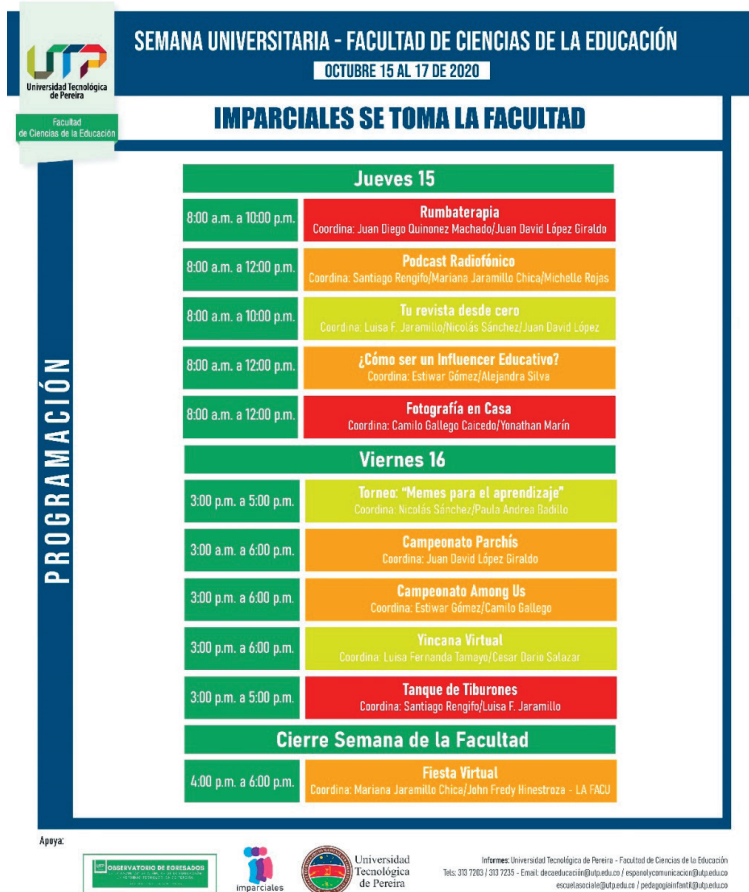 SEMANA UNIVERSITARIA - FACULTAD DE CIENCIAS DE LA EDUCACIÓN
OCTUBRE 15 AL 17 DE 2020
UTP
Universidad Tecnológica
de Pereira
Facultad
de Ciencias de la Educación
IMPARCIALES SE TOMA LA FACULTAD
PROGRAMACIÓN
Jueves 15
8:00 a.m. a 10:00 p.m.
Rumbaterapia
Coordina: Juan Diego Quinonez Machado/Juan David López Giraldo
8:00 a.m. a 12:00 p.m.
Podcast Radiofónico
Coordina: Santiago Rengifo/Mariana Jaramillo Chica/Michelle Rojas
8:00 a.m. a 10:00 p.m.
Tu revista desde cero
Coordina: Luisa F. Jaramillo/Nicolás Sánchez/Juan David López
8:00 a.m. a 12:00 p.m.
¿Cómo ser un Influencer Educativo?
Coordina: Estiwar Gómez/Alejandra Silva
8:00 a.m. a 12:00 p.m.
Fotografía en Casa
Coordina: Camilo Gallego Caicedo/Yonathan Marín
Viernes 16
3:00 p.m. a 5:00 p.m.
Torneo: "Memes para el aprendizaje"
Coordina: Nicolás Sánchez/Paula Andrea Badillo
3:00 a.m. a 6:00 p.m.
Campeonato Parchís
Coordina: Juan David López Giraldo
3:00 p.m. a 6:00 p.m.
Campeonato Among Us
Coordina: Estiwar Gómez/Camilo Gallego
3:00 p.m. a 6:00 p.m.
Yincana Virtual
Coordina: Luisa Fernanda Tamayo/Cesar Dario Salazar
3:00 p.m. a 5:00 p.m.
Tanque de Tiburones
Coordina: Santiago Rengifo/Luisa F. Jaramillo
Cierre Semana de la Facultad
4:00 p.m. a 6:00 p.m.
Fiesta Virtual
Coordina: Mariana Jaramillo Chica/John Fredy Hinestroza - LA FACU
Apoya:
OBSERVATORIO DE EGRESADOS
imparciales
Universidad
Tecnológica
de Pereira
Informes: Universidad Tecnológica de Pereira - Facultad de Ciencias de la Educación
Tels: 313 7283 / 313 7235 - Email: decaeducacion@utp.edu.co / espanolycomunicacion@utp.edu.co
escuelasociale@utp.edu.co / pedagogiainfantil@utp.edu.co